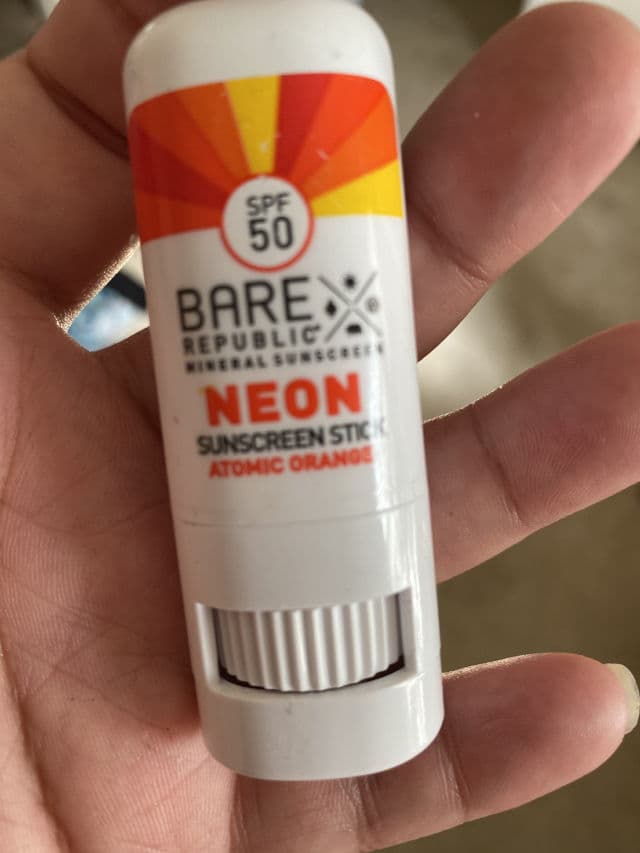 SPF
50
BARE
REPUBLIC
MINERAL SUNSCREEN
NEON
SUNSCREEN STICK
ATOMIC ORANGE